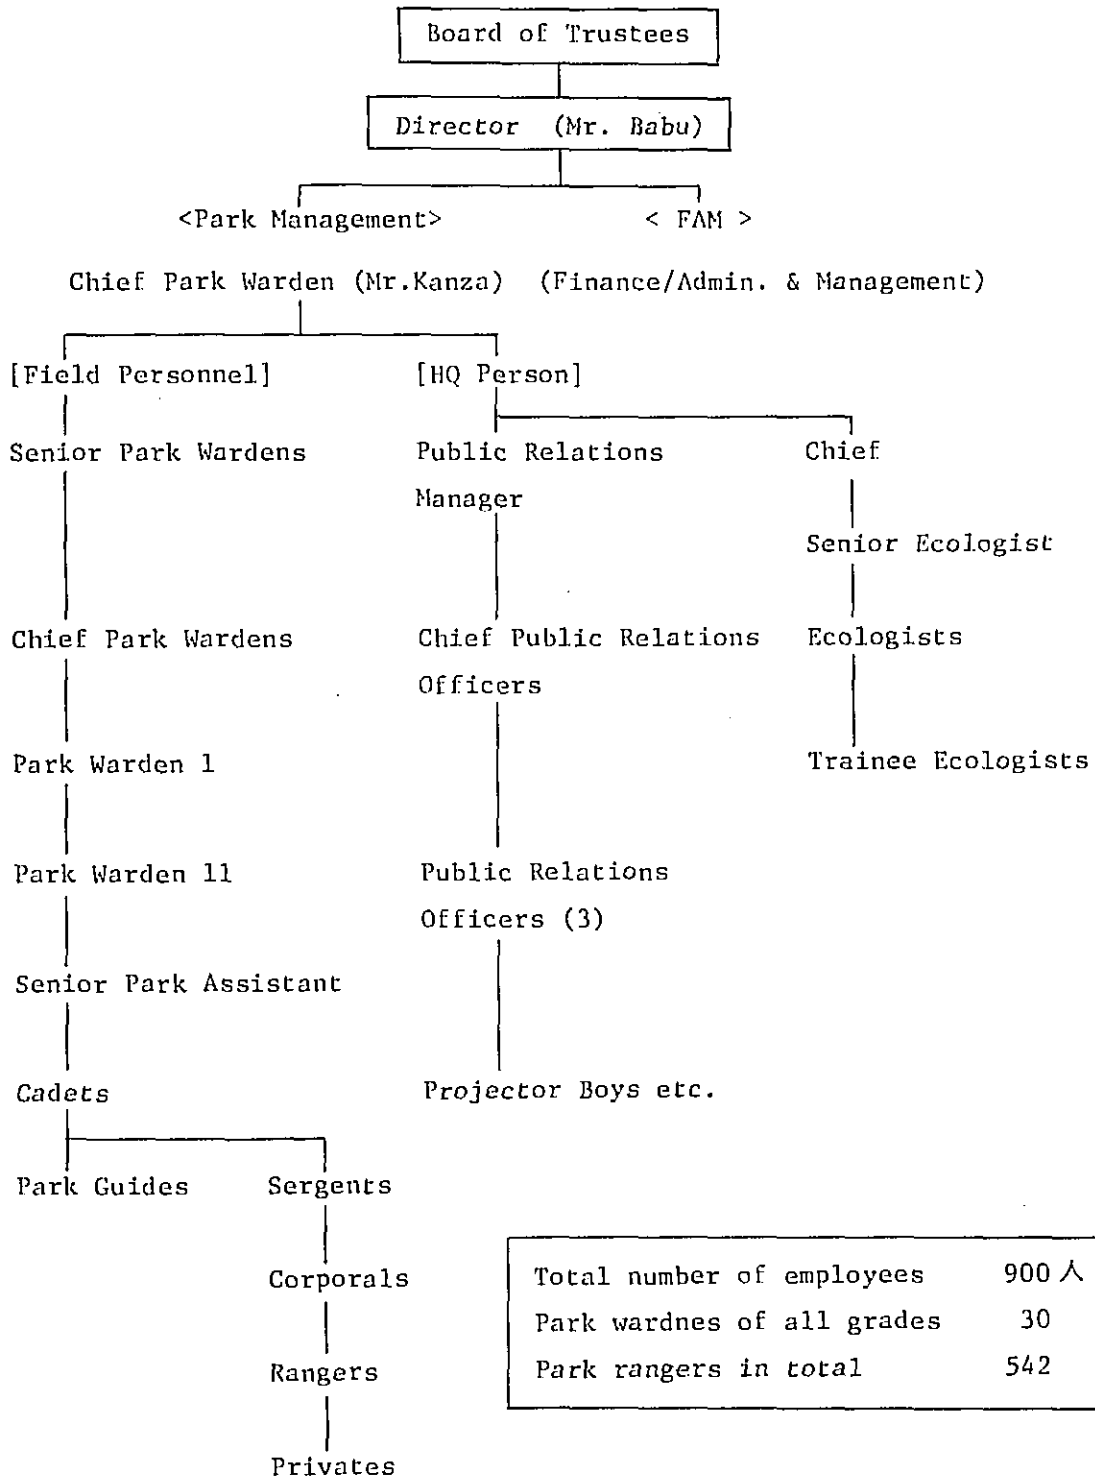 Board of Trustees
Director (Mr. Babu)
<Park Management> < FAM >
Chief Park Warden (Mr.Kanza) (Finance/Admin. & Management)
[Field Personnel] [HQ Person]
Senior Park Wardens Public Relations Chief
Manager
Senior Ecologist
Chief Park Wardens Chief Public Relations Ecologists
Officers
Park Warden 1 Trainee Ecologists
Park Warden 11 Public Relations
Officers (3)
Senior Park Assistant
Cadets Projector Boys etc.
Park Guides Sergents
Corporals
Rangers
Privates
Total number of employees 900 人
Park wardnes of all grades 30
Park rangers in total 542